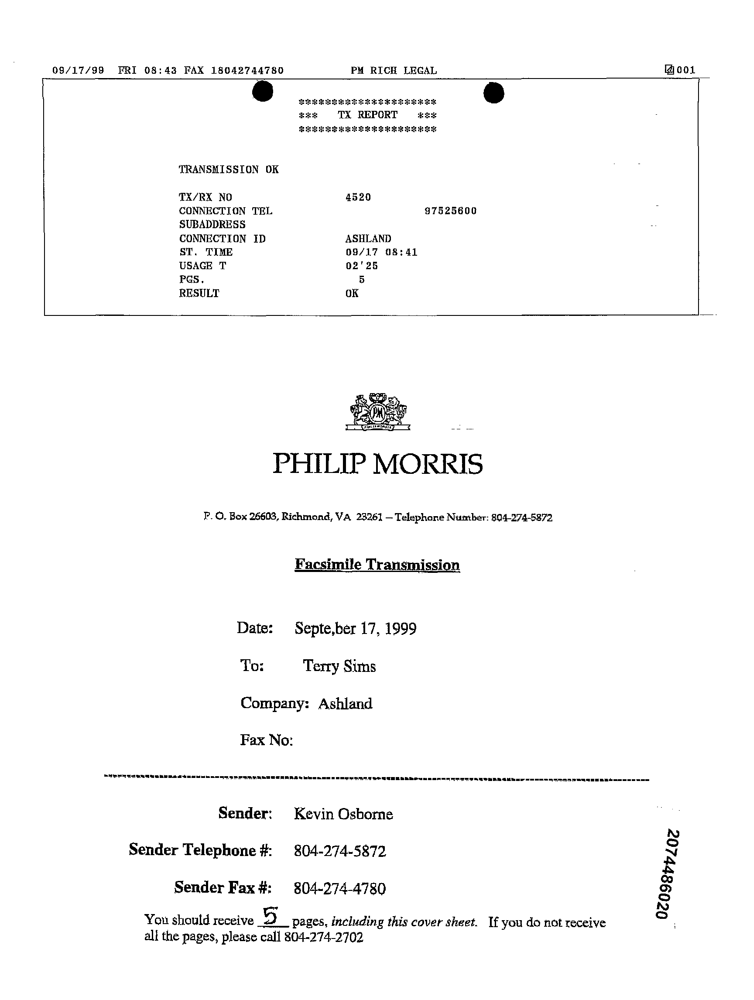 09/17/99 FRI 08:43 FAX 18042744780 PM RICH LEGAL 001
*********************
*** TX REPORT ***
*********************
TRANSMISSION OK
TX/RX NO 4520
CONNECTION TEL 97525600
SUBADDRESS
CONNECTION ID ASHLAND
ST. TIME 09/17 08:41
USAGE T 02'25
PGS. 5
RESULT OK
PM
PHILIP MORRIS
P. O. Box 26603, Richmond, VA 23261 – Telephone Number: 804-274-5872
Facsimile Transmission
Date: Septe,ber 17, 1999
To: Terry Sims
Company: Ashland
Fax No:
Sender: Kevin Osborne
Sender Telephone #: 804-274-5872
Sender Fax #: 804-274-4780
You should receive 5 pages, including this cover sheet. If you do not receive
all the pages, please call 804-274-2702
2074486020